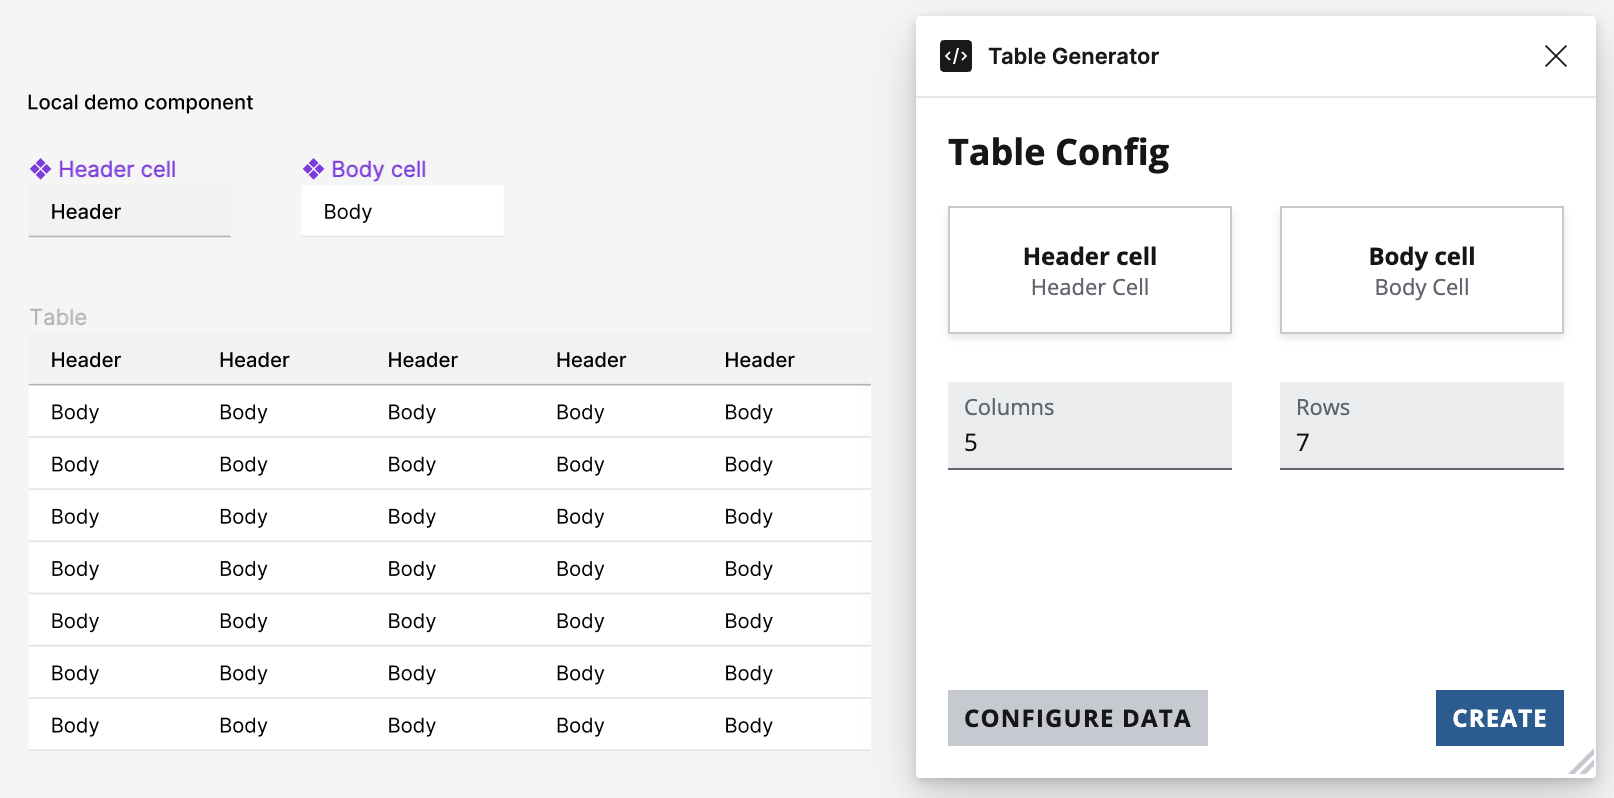 Local demo component
Header cell
Body cell
Header
Body
Table
Header Header Header Header Header
Body Body Body Body Body
Body Body Body Body Body
Body Body Body Body Body
Body Body Body Body Body
Body Body Body Body Body
Body Body Body Body Body
Body Body Body Body Body
</> Table Generator
Table Config
Header cell
Header Cell
Body cell
Body Cell
Columns
5
Rows
7
CONFIGURE DATA
CREATE